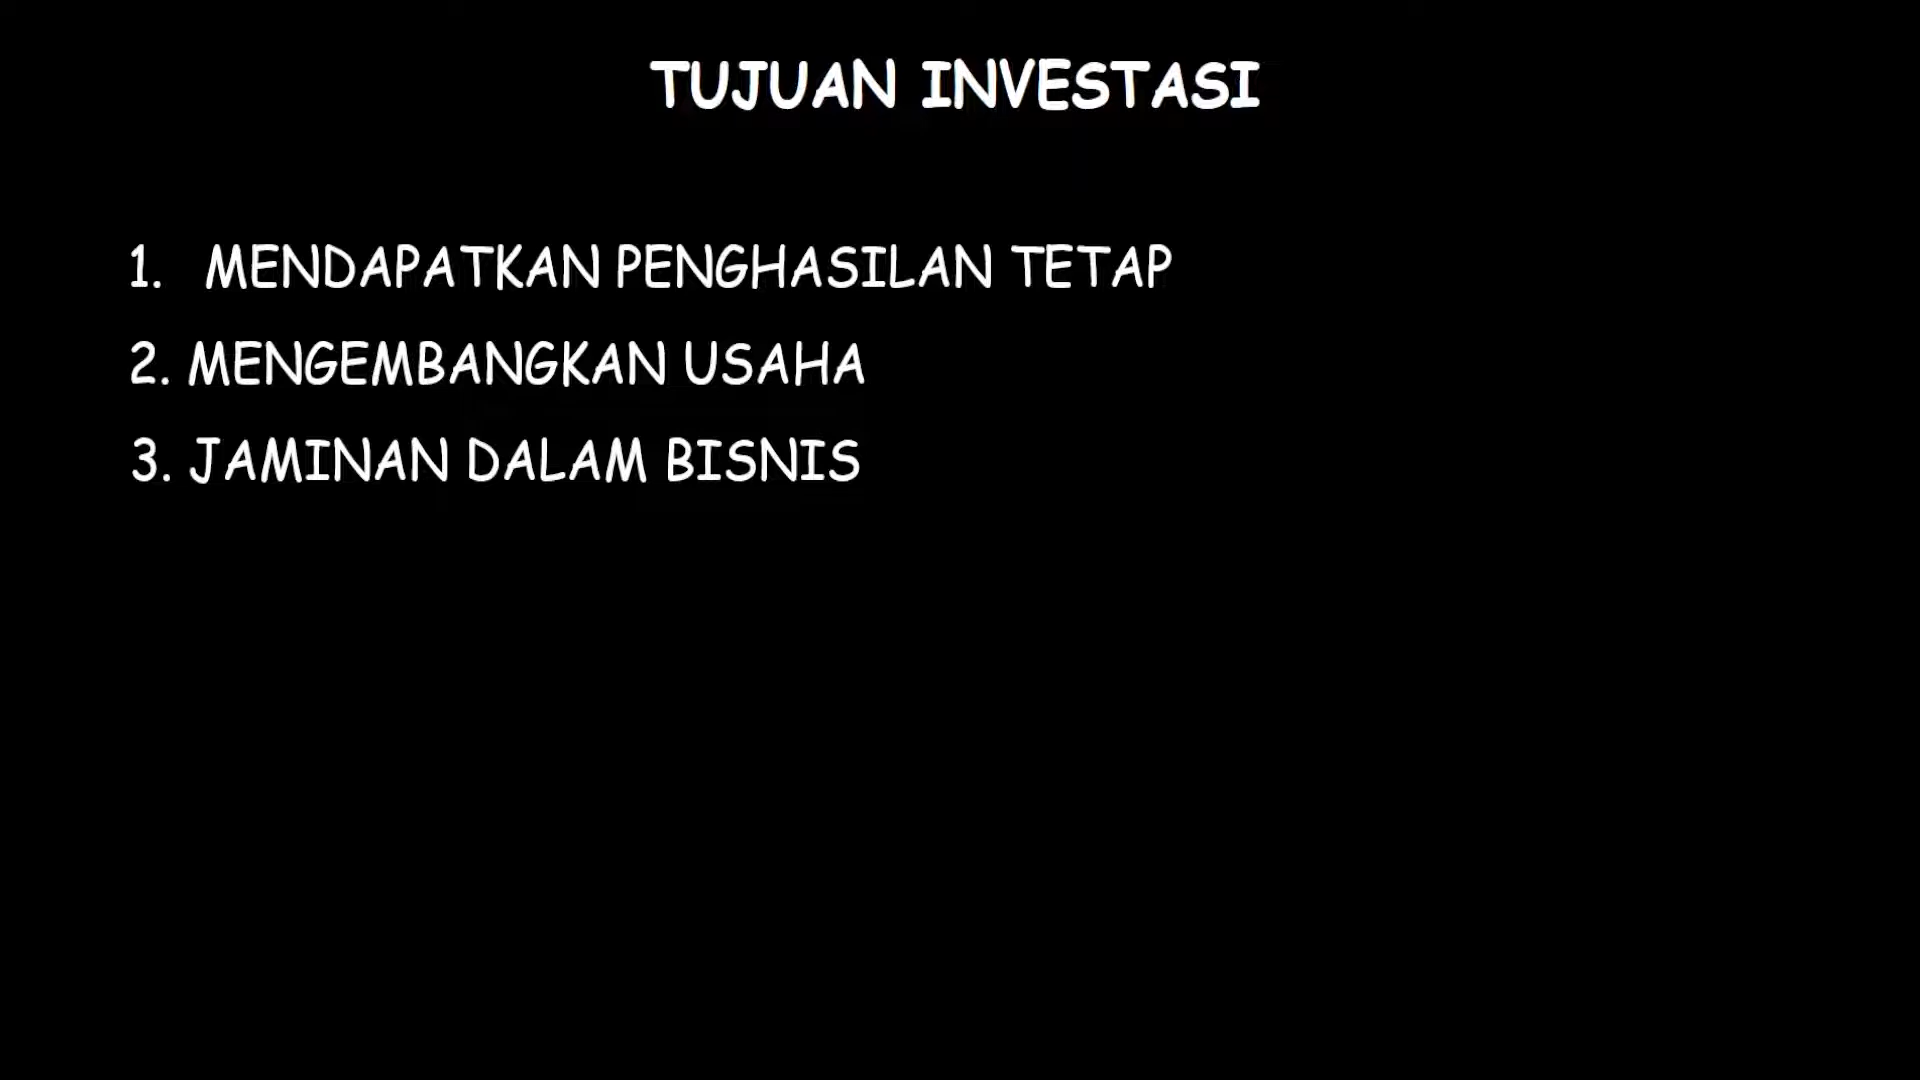 TUJUAN INVESTASI
1. MENDAPATKAN PENGHASILAN TETAP
2. MENGEMBANGKAN USAHA
3. JAMINAN DALAM BISNIS